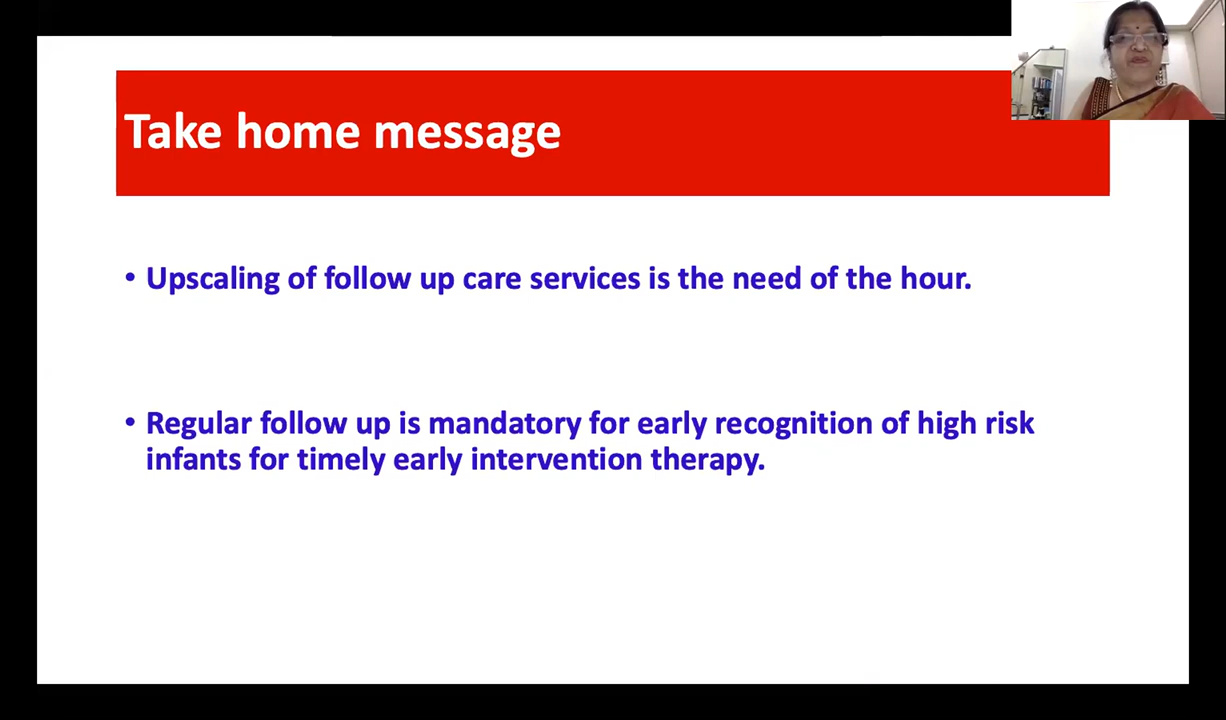 Take home message
• Upscaling of follow up care services is the need of the hour.
• Regular follow up is mandatory for early recognition of high risk
infants for timely early intervention therapy.